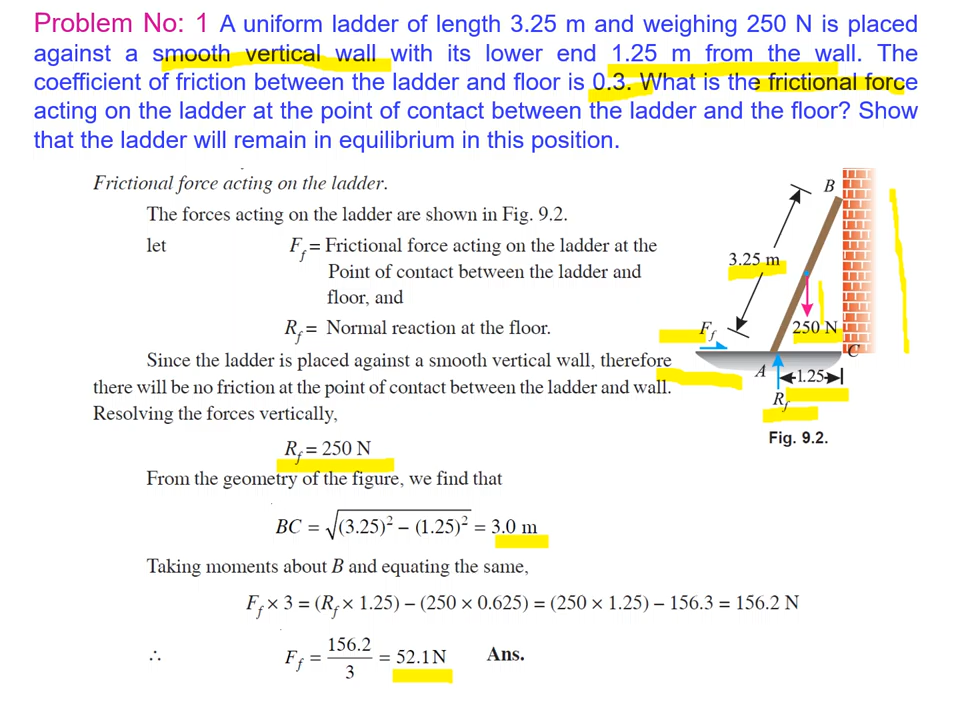 Problem No: 1 A uniform ladder of length 3.25 m and weighing 250 N is placed
against a smooth vertical wall with its lower end 1.25 m from the wall. The
coefficient of friction between the ladder and floor is 0.3. What is the frictional force
acting on the ladder at the point of contact between the ladder and the floor? Show
that the ladder will remain in equilibrium in this position.
Frictional force acting on the ladder.
The forces acting on the ladder are shown in Fig. 9.2.
let F_f = Frictional force acting on the ladder at the
Point of contact between the ladder and
floor, and
R_f = Normal reaction at the floor.
Since the ladder is placed against a smooth vertical wall, therefore
there will be no friction at the point of contact between the ladder and wall.
Resolving the forces vertically,
R_f = 250 N
From the geometry of the figure, we find that
BC = √((3.25)² – (1.25)²) = 3.0 m
Taking moments about B and equating the same,
F_f × 3 = (R_f × 1.25) – (250 × 0.625) = (250 × 1.25) – 156.3 = 156.2 N
∴ F_f = 156.2/3 = 52.1 N Ans.
B
3.25 m
F_f
250 N
C
A
1.25
R_f
Fig. 9.2.